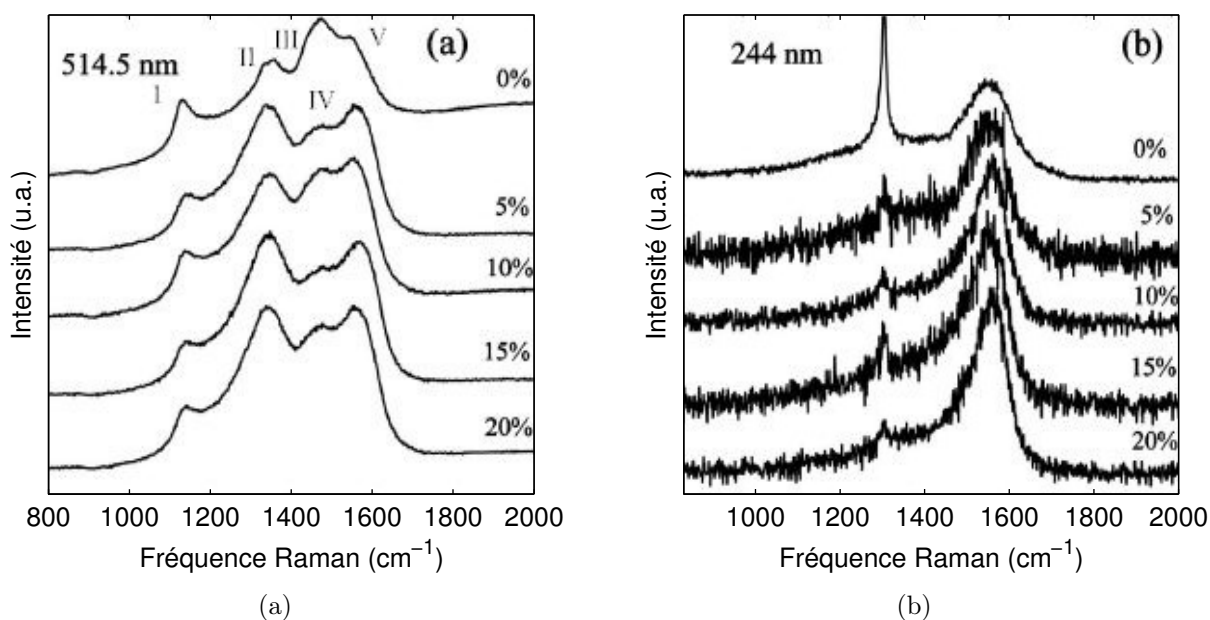 (a)
514.5 nm
I
II
III
IV
V
0%
5%
10%
15%
20%
Intensité (u.a.)
800 1000 1200 1400 1600 1800 2000
Fréquence Raman (cm⁻¹)
(a)
(b)
244 nm
0%
5%
10%
15%
20%
Intensité (u.a.)
1000 1200 1400 1600 1800 2000
Fréquence Raman (cm⁻¹)
(b)